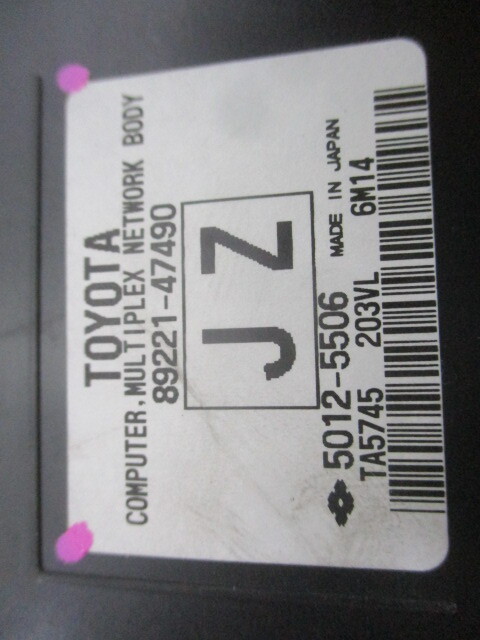 TOYOTA
COMPUTER,MULTIPLEX NETWORK BODY
89221-47490
JZ
5012-5506 MADE IN JAPAN
TA5745 203VL 6M14